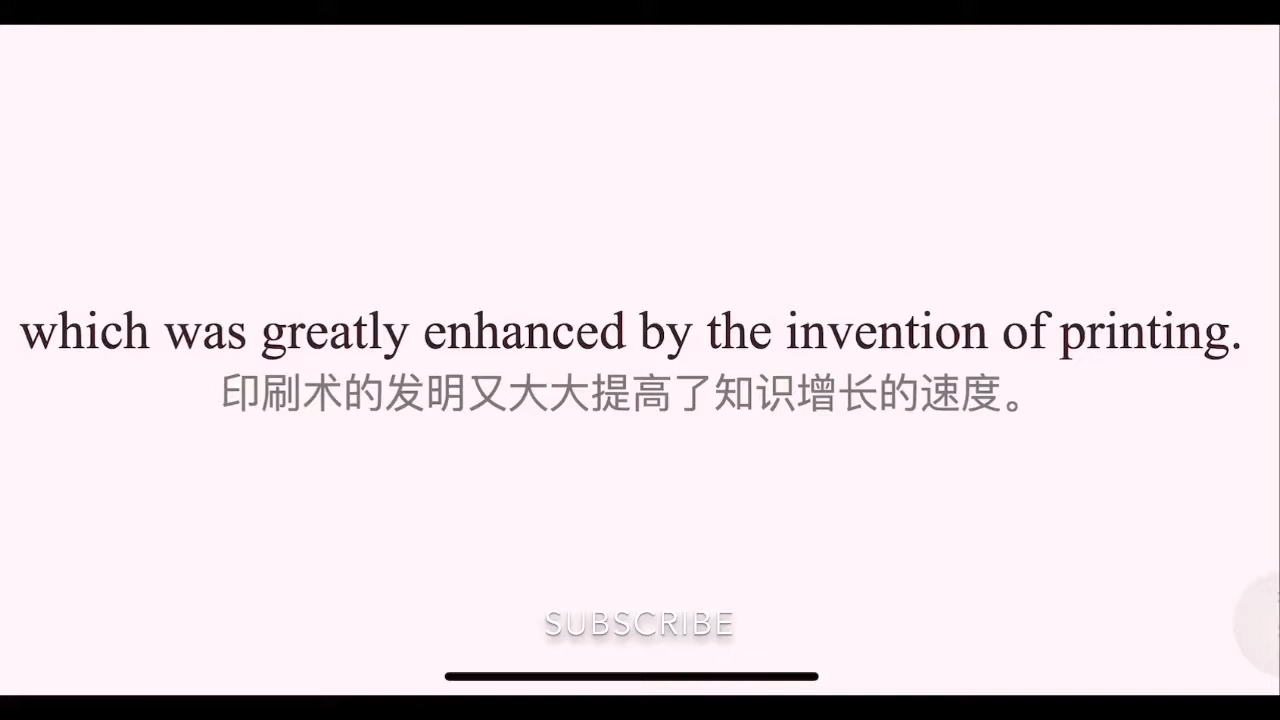 which was greatly enhanced by the invention of printing.
印刷术的发明又大大提高了知识增长的速度。
SUBSCRIBE